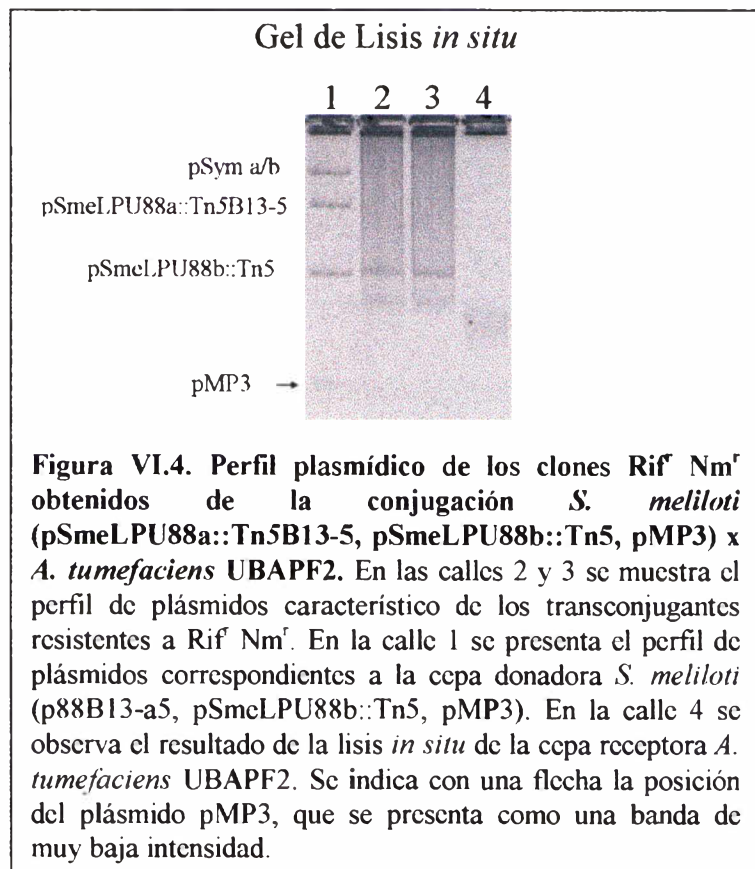 Gel de Lisis in situ
1 2 3 4
pSym a/b
pSmeLPU88a::Tn5B13-5
pSmeLPU88b::Tn5
pMP3 →
Figura VI.4. Perfil plasmídico de los clones Rifʳ Nmʳ
obtenidos de la conjugación S. meliloti
(pSmeLPU88a::Tn5B13-5, pSmeLPU88b::Tn5, pMP3) x
A. tumefaciens UBAPF2. En las calles 2 y 3 se muestra el
perfil de plásmidos característico de los transconjugantes
resistentes a Rifʳ Nmʳ. En la calle 1 se presenta el perfil de
plásmidos correspondientes a la cepa donadora S. meliloti
(p88B13-a5, pSmeLPU88b::Tn5, pMP3). En la calle 4 se
observa el resultado de la lisis in situ de la cepa receptora A.
tumefaciens UBAPF2. Se indica con una flecha la posición
del plásmido pMP3, que se presenta como una banda de
muy baja intensidad.